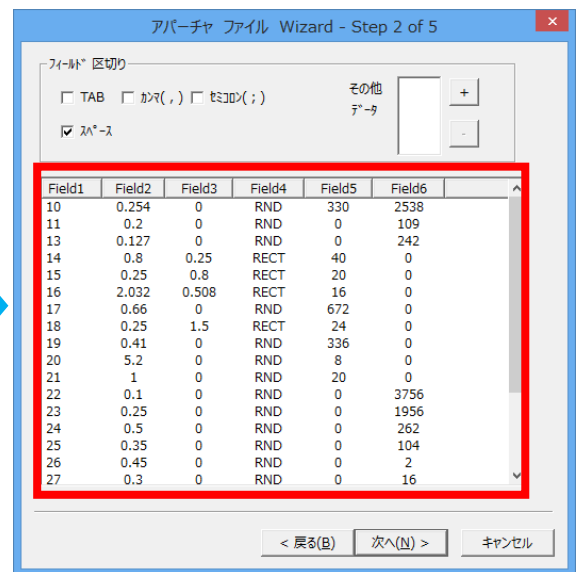 アパーチャ ファイル Wizard - Step 2 of 5
×
ﾌｨｰﾙﾄﾞ 区切り
TAB ｶﾝﾏ( , ) ｾﾐｺﾛﾝ( ; )
ｽﾍﾟｰｽ
その他
ﾃﾞｰﾀ
+
-
Field1 Field2 Field3 Field4 Field5 Field6
10 0.254 0 RND 330 2538
11 0.2 0 RND 0 109
13 0.127 0 RND 0 242
14 0.8 0.25 RECT 40 0
15 0.25 0.8 RECT 20 0
16 2.032 0.508 RECT 16 0
17 0.66 0 RND 672 0
18 0.25 1.5 RECT 24 0
19 0.41 0 RND 336 0
20 5.2 0 RND 8 0
21 1 0 RND 20 0
22 0.1 0 RND 0 3756
23 0.25 0 RND 0 1956
24 0.5 0 RND 0 262
25 0.35 0 RND 0 104
26 0.45 0 RND 0 2
27 0.3 0 RND 0 16
< 戻る(B) 次へ(N) > キャンセル